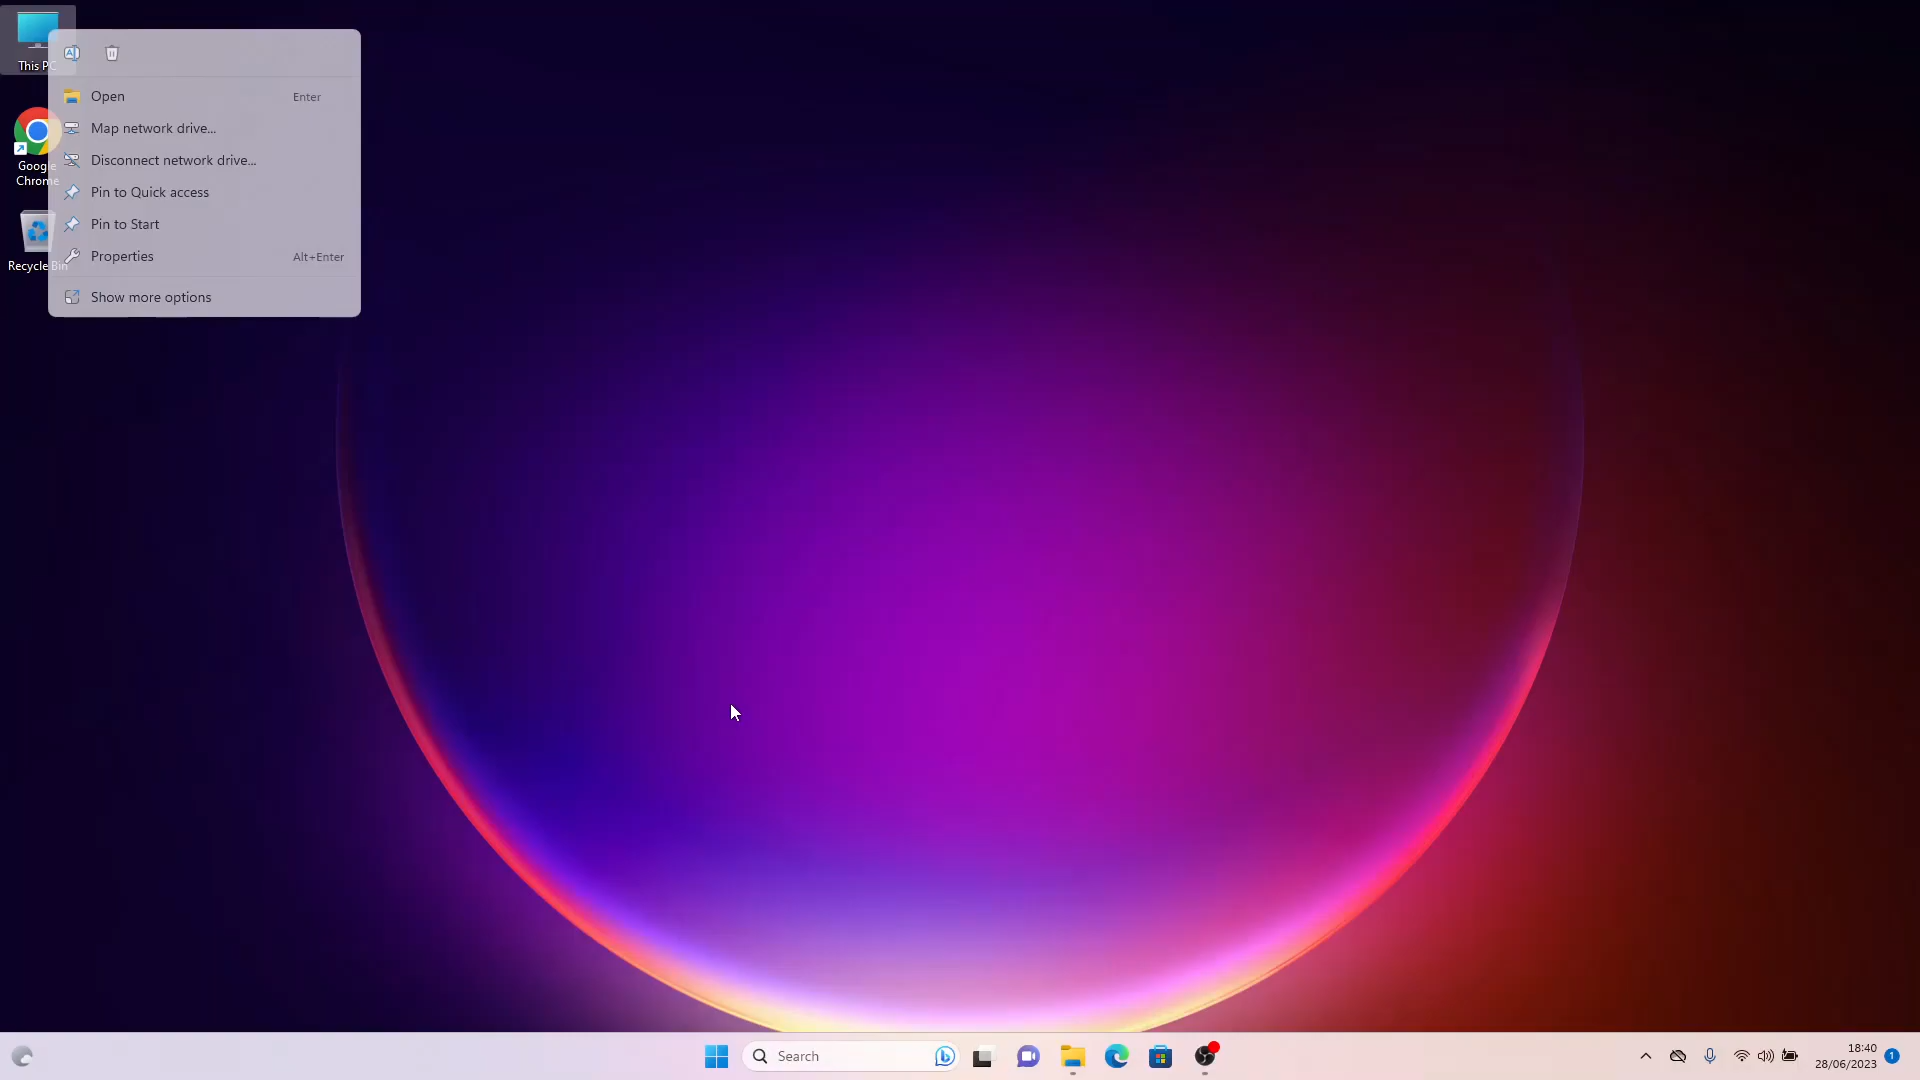 This PC
Open Enter
Map network drive...
Google
Chrome
Disconnect network drive...
Pin to Quick access
Pin to Start
Recycle Bin
Properties Alt+Enter
Show more options
Search
18:40
28/06/2023
1